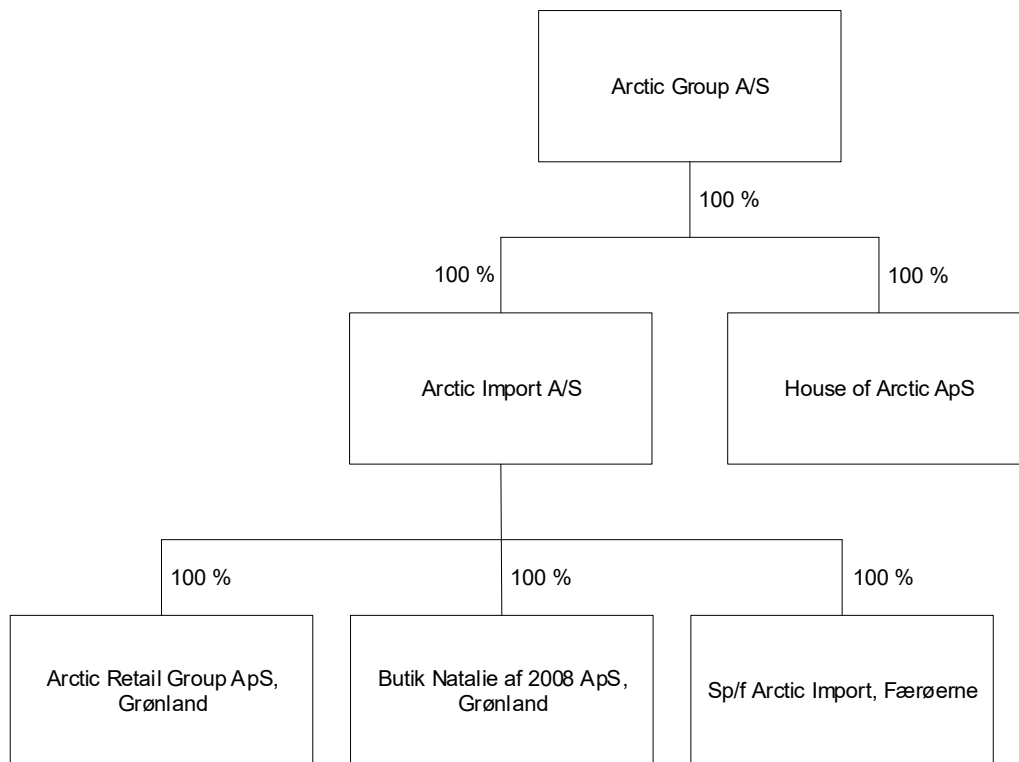 Arctic Group A/S
100 %
100 %
100 %
Arctic Import A/S
House of Arctic ApS
100 %
100 %
100 %
Arctic Retail Group ApS,
Grønland
Butik Natalie af 2008 ApS,
Grønland
Sp/f Arctic Import, Færøerne